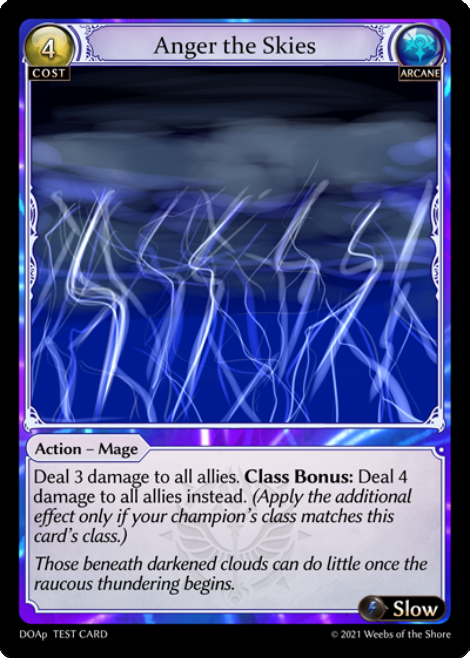 4
COST
Anger the Skies
ARCANE
Action – Mage
Deal 3 damage to all allies. Class Bonus: Deal 4
damage to all allies instead. (Apply the additional
effect only if your champion's class matches this
card's class.)
Those beneath darkened clouds can do little once the
raucous thundering begins.
Slow
DOAp TEST CARD
© 2021 Weebs of the Shore